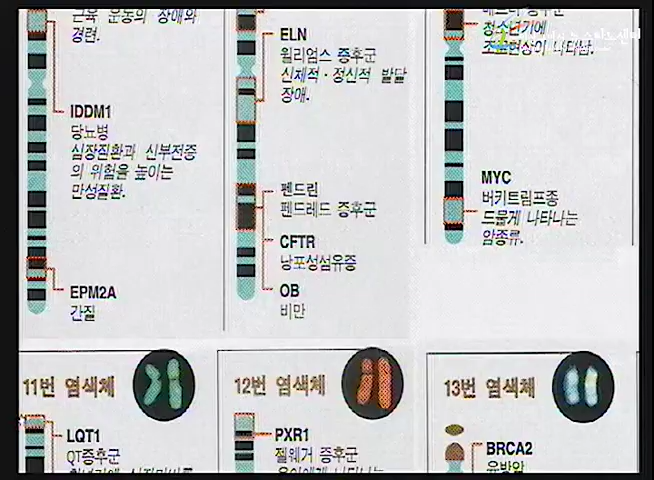 근육 운동의 장애와
경련.
IDDM1
당뇨병
심장질환과 신부전증
의 위험을 높이는
만성질환.
EPM2A
간질
ELN
윌리엄스 증후군
신체적 · 정신적 발달
장애.
펜드린
펜드레드 증후군
CFTR
낭포성섬유증
OB
비만
청소년기에
조로현상이 나타남.
MYC
버키트림프종
드물게 나타나는
암종류.
11번 염색체
LQT1
QT증후군
12번 염색체
PXR1
젤웨거 증후군
13번 염색체
BRCA2
유방암